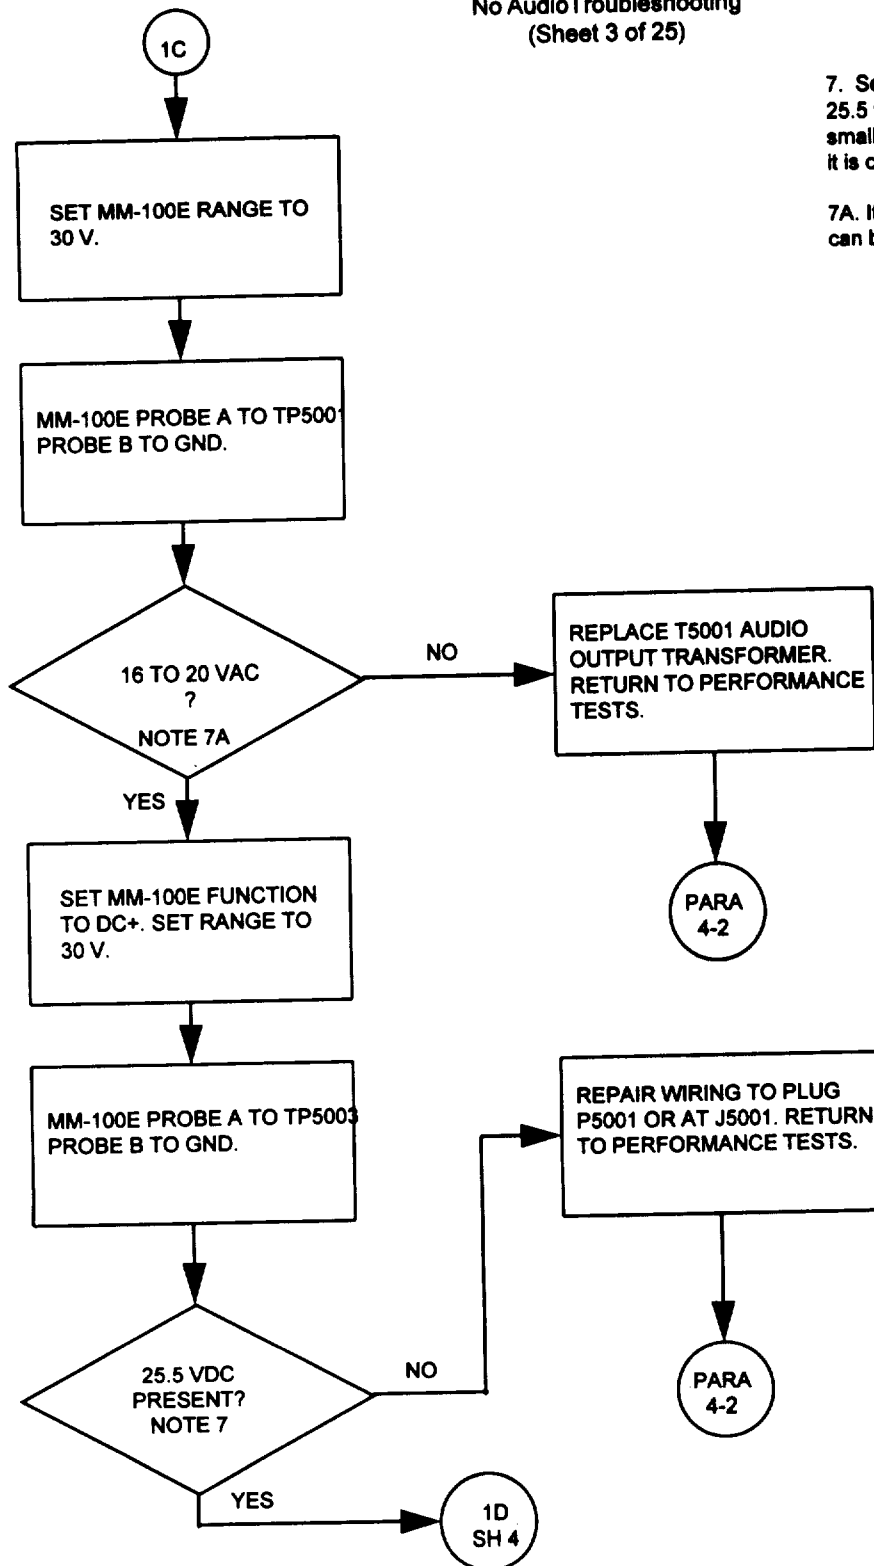 No Audio Troubleshooting
(Sheet 3 of 25)
1C
7. Se
25.5
small
it is
7A. I
can
SET MM-100E RANGE TO
30 V.
MM-100E PROBE A TO TP5001
PROBE B TO GND.
16 TO 20 VAC
?
NOTE 7A
NO
REPLACE T5001 AUDIO
OUTPUT TRANSFORMER.
RETURN TO PERFORMANCE
TESTS.
YES
PARA
4-2
SET MM-100E FUNCTION
TO DC+. SET RANGE TO
30 V.
MM-100E PROBE A TO TP5003
PROBE B TO GND.
REPAIR WIRING TO PLUG
P5001 OR AT J5001. RETURN
TO PERFORMANCE TESTS.
25.5 VDC
PRESENT?
NOTE 7
NO
PARA
4-2
YES
1D
SH 4